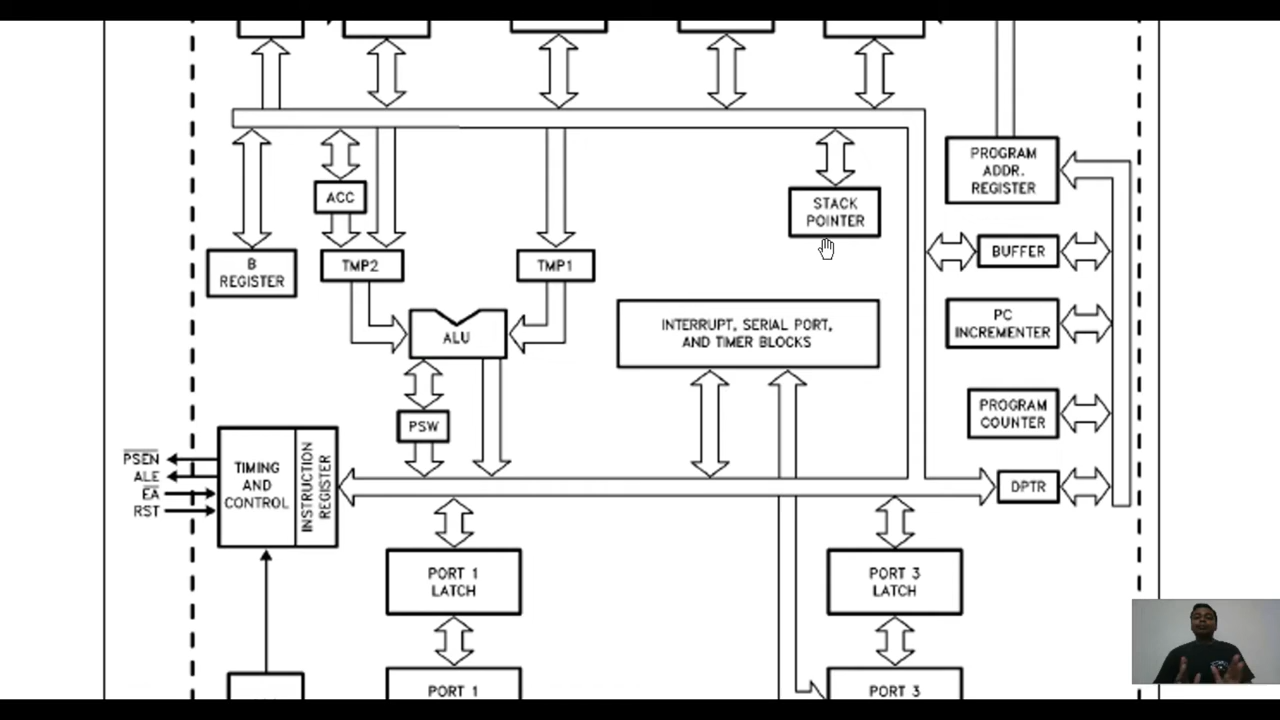 PROGRAM
ADDR.
REGISTER
ACC
STACK
POINTER
B
REGISTER
TMP2
TMP1
BUFFER
ALU
INTERRUPT, SERIAL PORT,
AND TIMER BLOCKS
PC
INCREMENTER
PSW
PROGRAM
COUNTER
PSEN
ALE
EA
RST
TIMING
AND
CONTROL
INSTRUCTION
REGISTER
DPTR
PORT 1
LATCH
PORT 3
LATCH
PORT 1
PORT 3